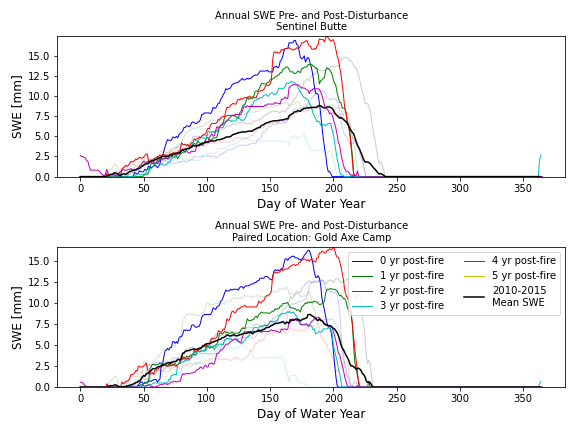 Annual SWE Pre- and Post-Disturbance
Sentinel Butte
SWE [mm]
15.0
12.5
10.0
7.5
5.0
2.5
0.0
0 50 100 150 200 250 300 350
Day of Water Year
Annual SWE Pre- and Post-Disturbance
Paired Location: Gold Axe Camp
SWE [mm]
15.0
12.5
10.0
7.5
5.0
2.5
0.0
0 yr post-fire
1 yr post-fire
2 yr post-fire
3 yr post-fire
4 yr post-fire
5 yr post-fire
2010-2015
Mean SWE
0 50 100 150 200 250 300 350
Day of Water Year